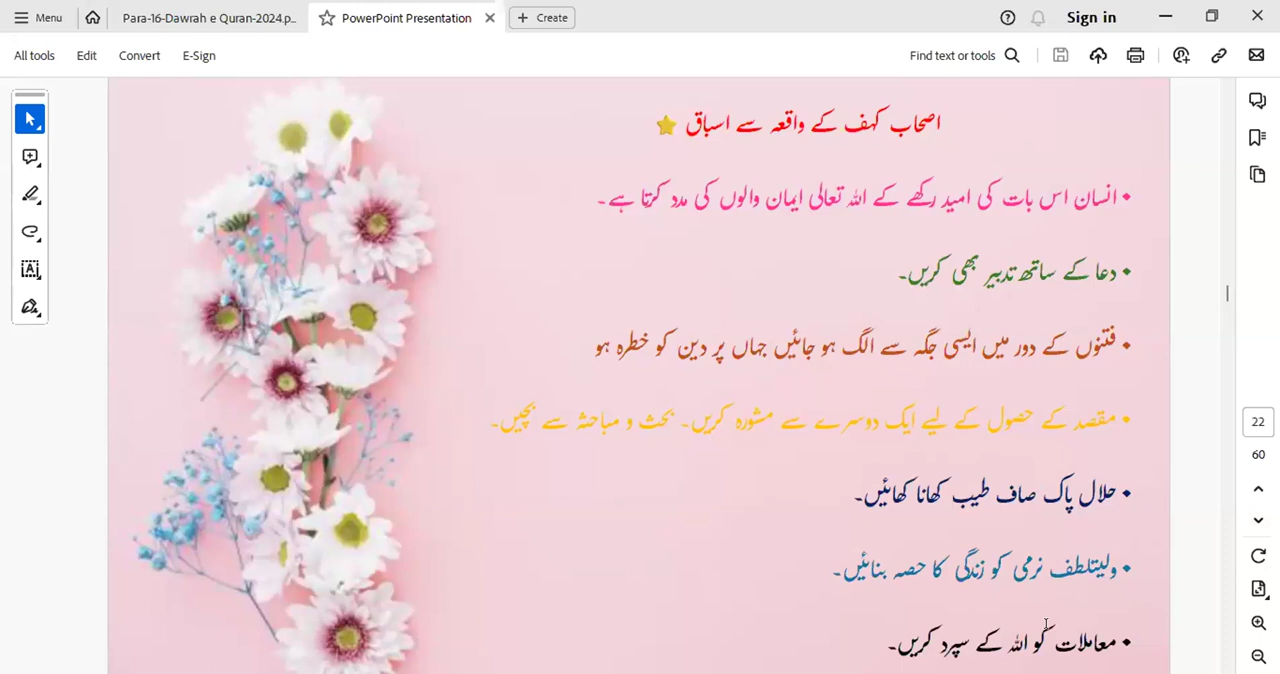 Menu
Para-16-Dawrah e Quran-2024.p...
PowerPoint Presentation
Create
Sign in
All tools
Edit
Convert
E-Sign
Find text or tools
اصحاب کہف کے واقعہ سے اسباق
• انسان اس بات کی امید رکھے کے اللہ تعالی ایمان والوں کی مدد کرتا ہے۔
• دعا کے ساتھ تدبیر بھی کریں۔
• فتنوں کے دور میں ایسی جگہ سے الگ ہو جائیں جہاں پر دین کو خطرہ ہو
• مقصد کے حصول کے لیے ایک دوسرے سے مشورہ کریں۔ بحث و مباحثہ سے بچیں۔
• حلال پاک صاف طیب کھانا کھائیں۔
• ولیتلطف نرمی کو زندگی کا حصہ بنائیں۔
• معاملات کو اللہ کے سپرد کریں۔
22
60